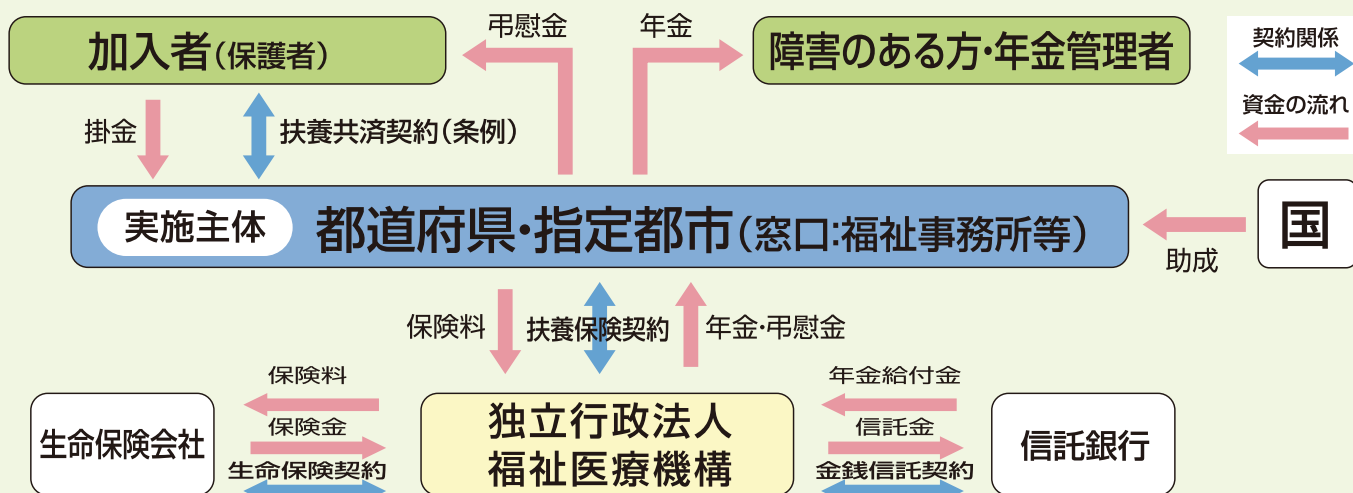 弔慰金
年金
加入者(保護者)
障害のある方・年金管理者
契約関係
資金の流れ
掛金
扶養共済契約(条例)
実施主体
都道府県・指定都市(窓口:福祉事務所等)
国
助成
保険料
扶養保険契約
年金・弔慰金
保険料
年金給付金
保険金
信託金
生命保険会社
独立行政法人
福祉医療機構
信託銀行
生命保険契約
金銭信託契約